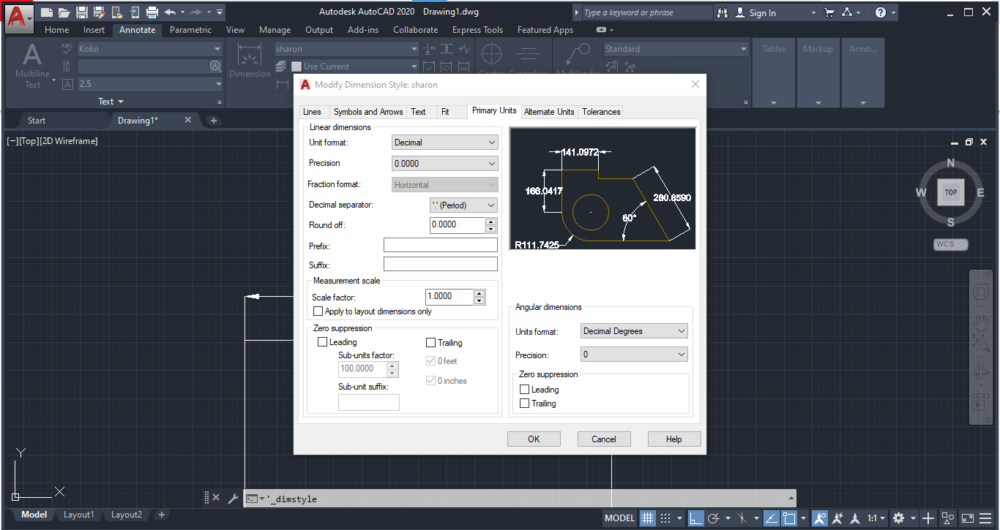 Autodesk AutoCAD 2020 Drawing1.dwg
Type a keyword or phrase
Sign In
Home Insert Annotate Parametric View Manage Output Add-ins Collaborate Express Tools Featured Apps
A ABC Koko
Multiline
Text
2.5
Text
Dimension
sharon
Use Current
Standard
Tables Markup Anno...
Start Drawing1*
[−][Top][2D Wireframe]
Modify Dimension Style: sharon
Lines Symbols and Arrows Text Fit Primary Units Alternate Units Tolerances
Linear dimensions
Unit format: Decimal
Precision 0.0000
Fraction format: Horizontal
Decimal separator: '.' (Period)
Round off: 0.0000
Prefix:
Suffix:
Measurement scale
Scale factor: 1.0000
Apply to layout dimensions only
Zero suppression
Leading Trailing
Sub-units factor:
100.0000
0 feet
0 inches
Sub-unit suffix:
141.0972
166.0417
280.8590
60°
R111.7425
Angular dimensions
Units format: Decimal Degrees
Precision: 0
Zero suppression
Leading
Trailing
OK Cancel Help
N
W TOP E
S
WCS
Y
X
'_dimstyle
Model Layout1 Layout2
MODEL 1:1